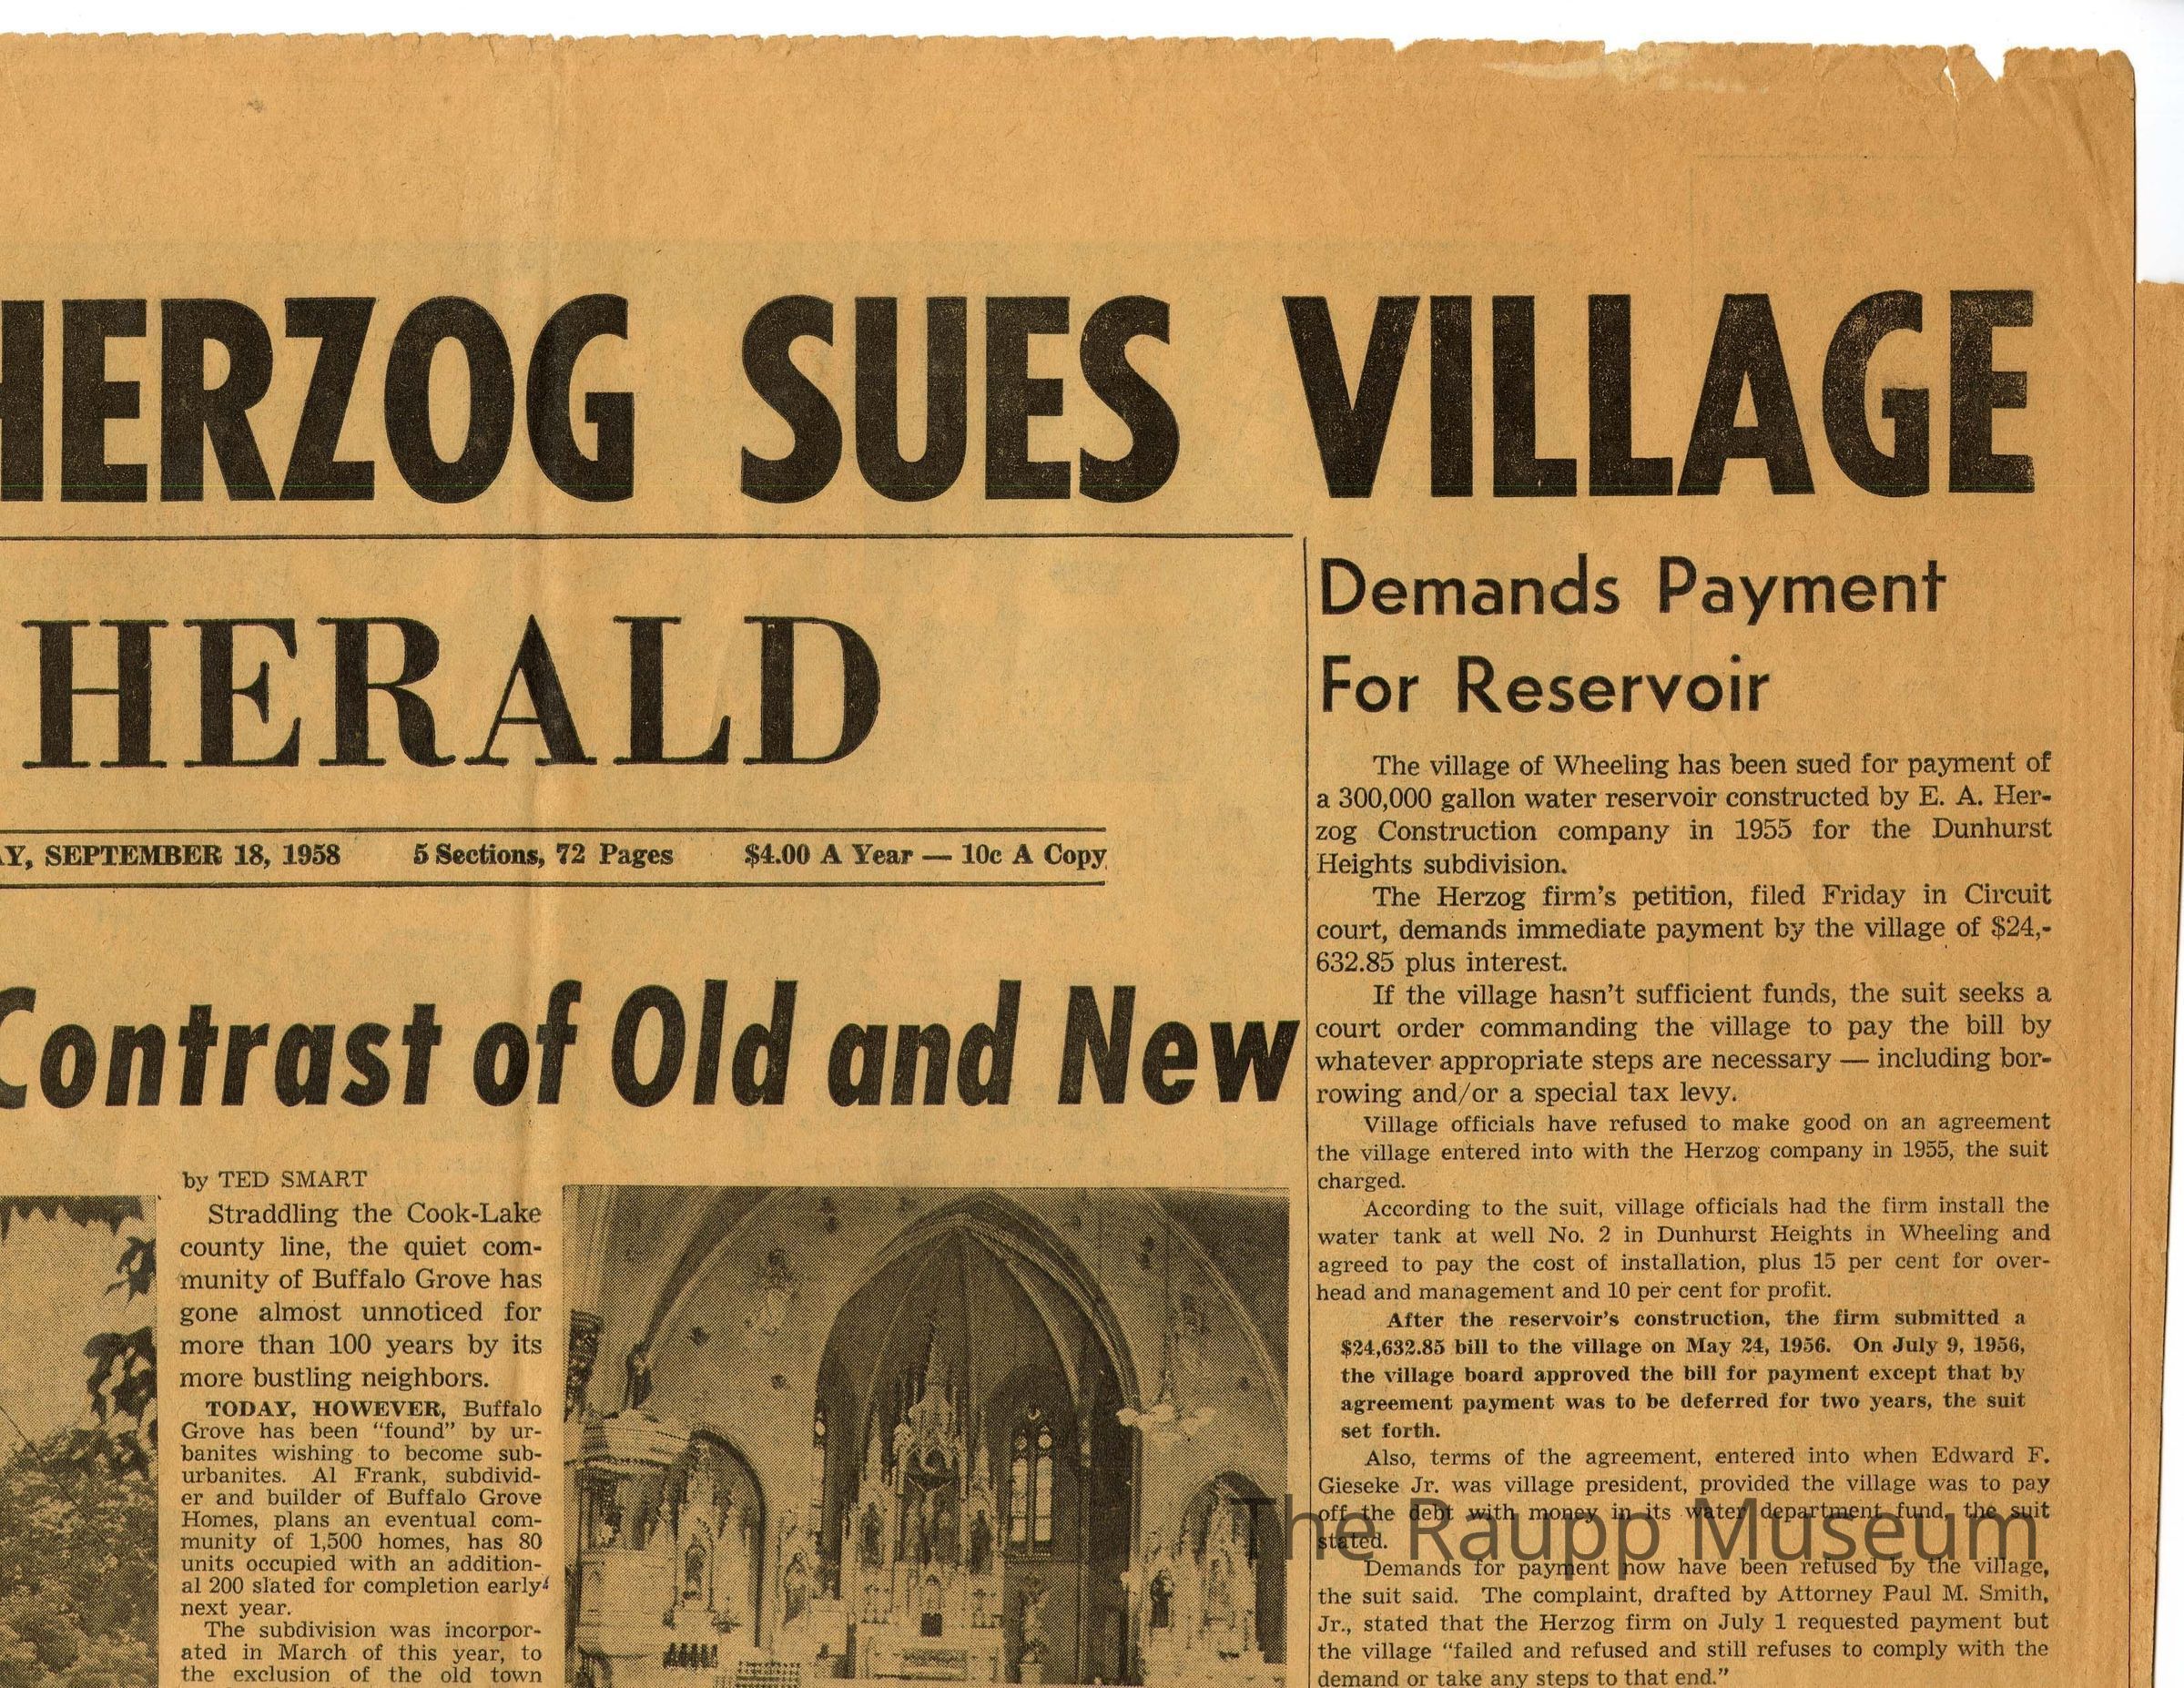 HERZOG SUES VILLAGE
HERALD
AY, SEPTEMBER 18, 1958 5 Sections, 72 Pages $4.00 A Year — 10c A Copy
Contrast of Old and New
by TED SMART
Straddling the Cook-Lake
county line, the quiet com-
munity of Buffalo Grove has
gone almost unnoticed for
more than 100 years by its
more bustling neighbors.
TODAY, HOWEVER, Buffalo
Grove has been “found” by ur-
banites wishing to become sub-
urbanites. Al Frank, subdivid-
er and builder of Buffalo Grove
Homes, plans an eventual com-
munity of 1,500 homes, has 80
units occupied with an addition-
al 200 slated for completion early
next year.
The subdivision was incorpor-
ated in March of this year, to
the exclusion of the old town
Demands Payment
For Reservoir
The village of Wheeling has been sued for payment of
a 300,000 gallon water reservoir constructed by E. A. Her-
zog Construction company in 1955 for the Dunhurst
Heights subdivision.
The Herzog firm’s petition, filed Friday in Circuit
court, demands immediate payment by the village of $24,-
632.85 plus interest.
If the village hasn’t sufficient funds, the suit seeks a
court order commanding the village to pay the bill by
whatever appropriate steps are necessary — including bor-
rowing and/or a special tax levy.
Village officials have refused to make good on an agreement
the village entered into with the Herzog company in 1955, the suit
charged.
According to the suit, village officials had the firm install the
water tank at well No. 2 in Dunhurst Heights in Wheeling and
agreed to pay the cost of installation, plus 15 per cent for over-
head and management and 10 per cent for profit.
After the reservoir’s construction, the firm submitted a
$24,632.85 bill to the village on May 24, 1956. On July 9, 1956,
the village board approved the bill for payment except that by
agreement payment was to be deferred for two years, the suit
set forth.
Also, terms of the agreement, entered into when Edward F.
Gieseke Jr. was village president, provided the village was to pay
off the debt with money in its water department fund, the suit
stated.
The Raupp Museum
Demands for payment now have been refused by the village,
the suit said. The complaint, drafted by Attorney Paul M. Smith,
Jr., stated that the Herzog firm on July 1 requested payment but
the village “failed and refused and still refuses to comply with the
demand or take any steps to that end.”